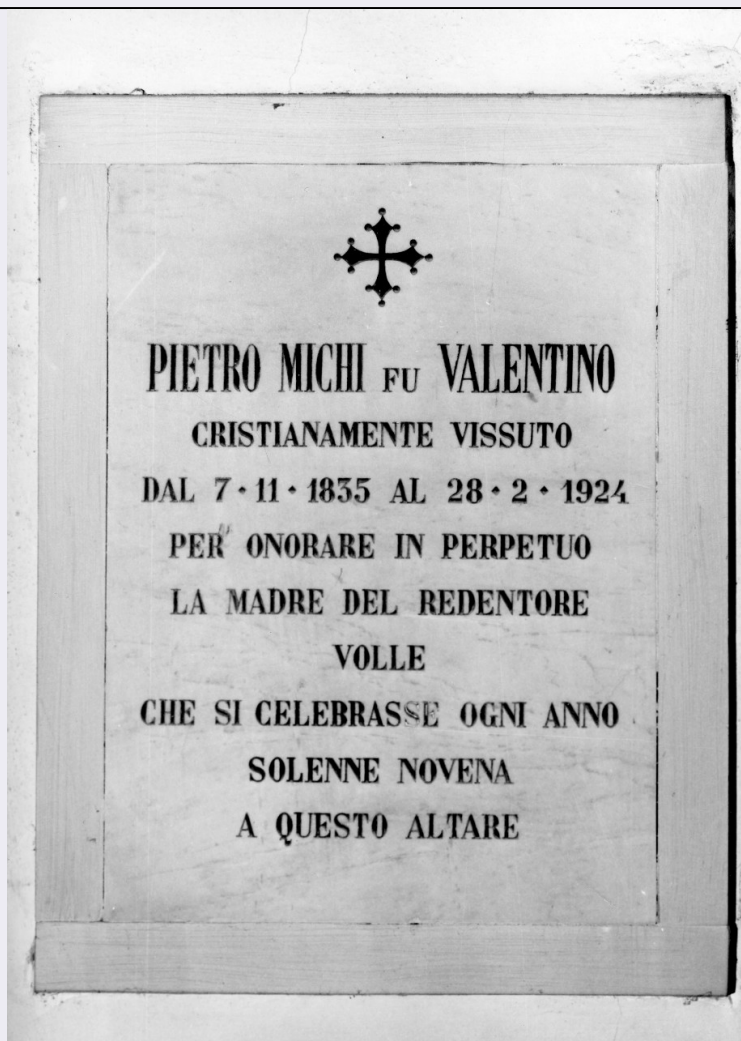 PIETRO MICHI FU VALENTINO
CRISTIANAMENTE VISSUTO
DAL 7·11·1835 AL 28·2·1924
PER ONORARE IN PERPETUO
LA MADRE DEL REDENTORE
VOLLE
CHE SI CELEBRASSE OGNI ANNO
SOLENNE NOVENA
A QUESTO ALTARE